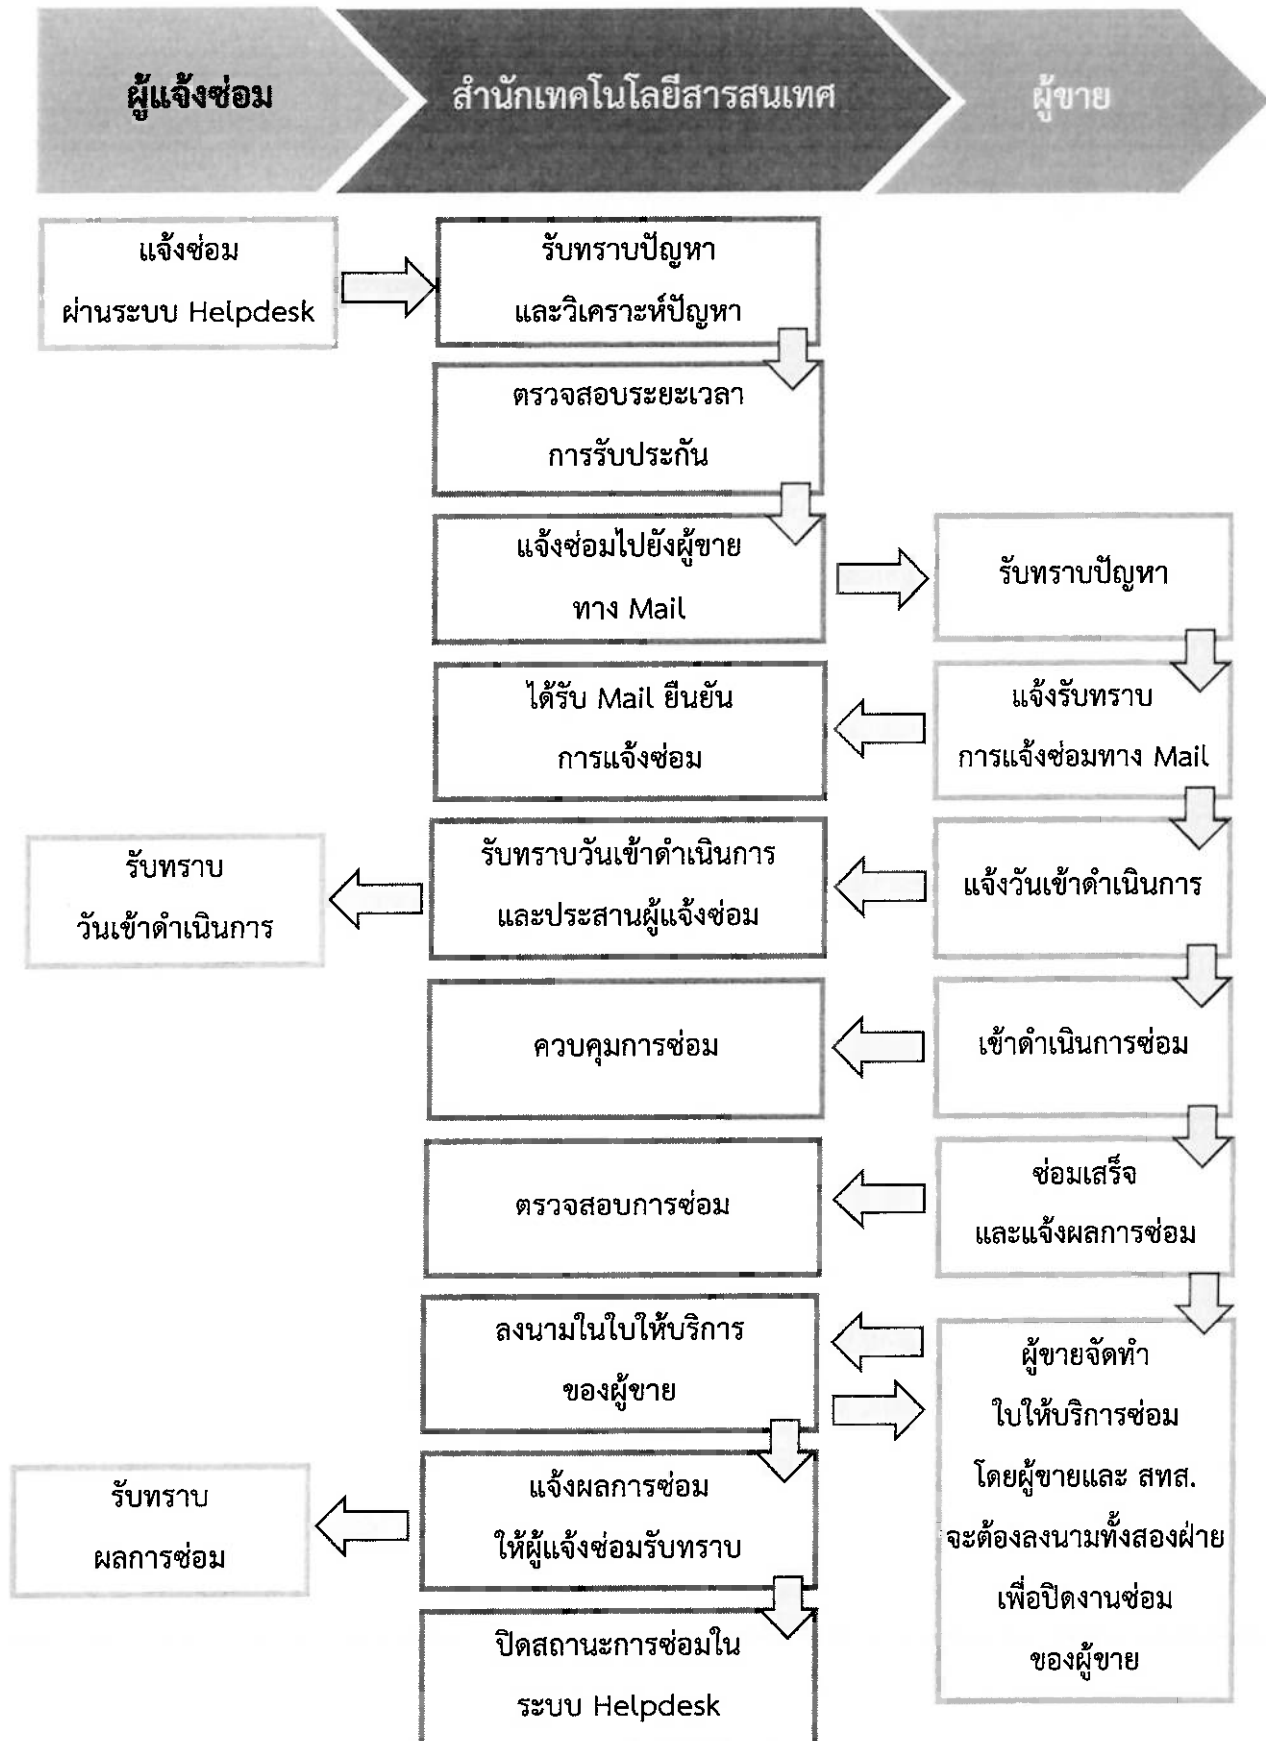 ผู้แจ้งซ่อม
สำนักเทคโนโลยีสารสนเทศ
ผู้ขาย
แจ้งซ่อม
ผ่านระบบ Helpdesk
รับทราบปัญหา
และวิเคราะห์ปัญหา
ตรวจสอบระยะเวลา
การรับประกัน
แจ้งซ่อมไปยังผู้ขาย
ทาง Mail
รับทราบปัญหา
ได้รับ Mail ยืนยัน
การแจ้งซ่อม
แจ้งรับทราบ
การแจ้งซ่อมทาง Mail
รับทราบ
วันเข้าดำเนินการ
รับทราบวันเข้าดำเนินการ
และประสานผู้แจ้งซ่อม
แจ้งวันเข้าดำเนินการ
ควบคุมการซ่อม
เข้าดำเนินการซ่อม
ตรวจสอบการซ่อม
ซ่อมเสร็จ
และแจ้งผลการซ่อม
ลงนามในใบให้บริการ
ของผู้ขาย
ผู้ขายจัดทำ
ใบให้บริการซ่อม
โดยผู้ขายและ สทส.
จะต้องลงนามทั้งสองฝ่าย
เพื่อปิดงานซ่อม
ของผู้ขาย
รับทราบ
ผลการซ่อม
แจ้งผลการซ่อม
ให้ผู้แจ้งซ่อมรับทราบ
ปิดสถานะการซ่อมใน
ระบบ Helpdesk